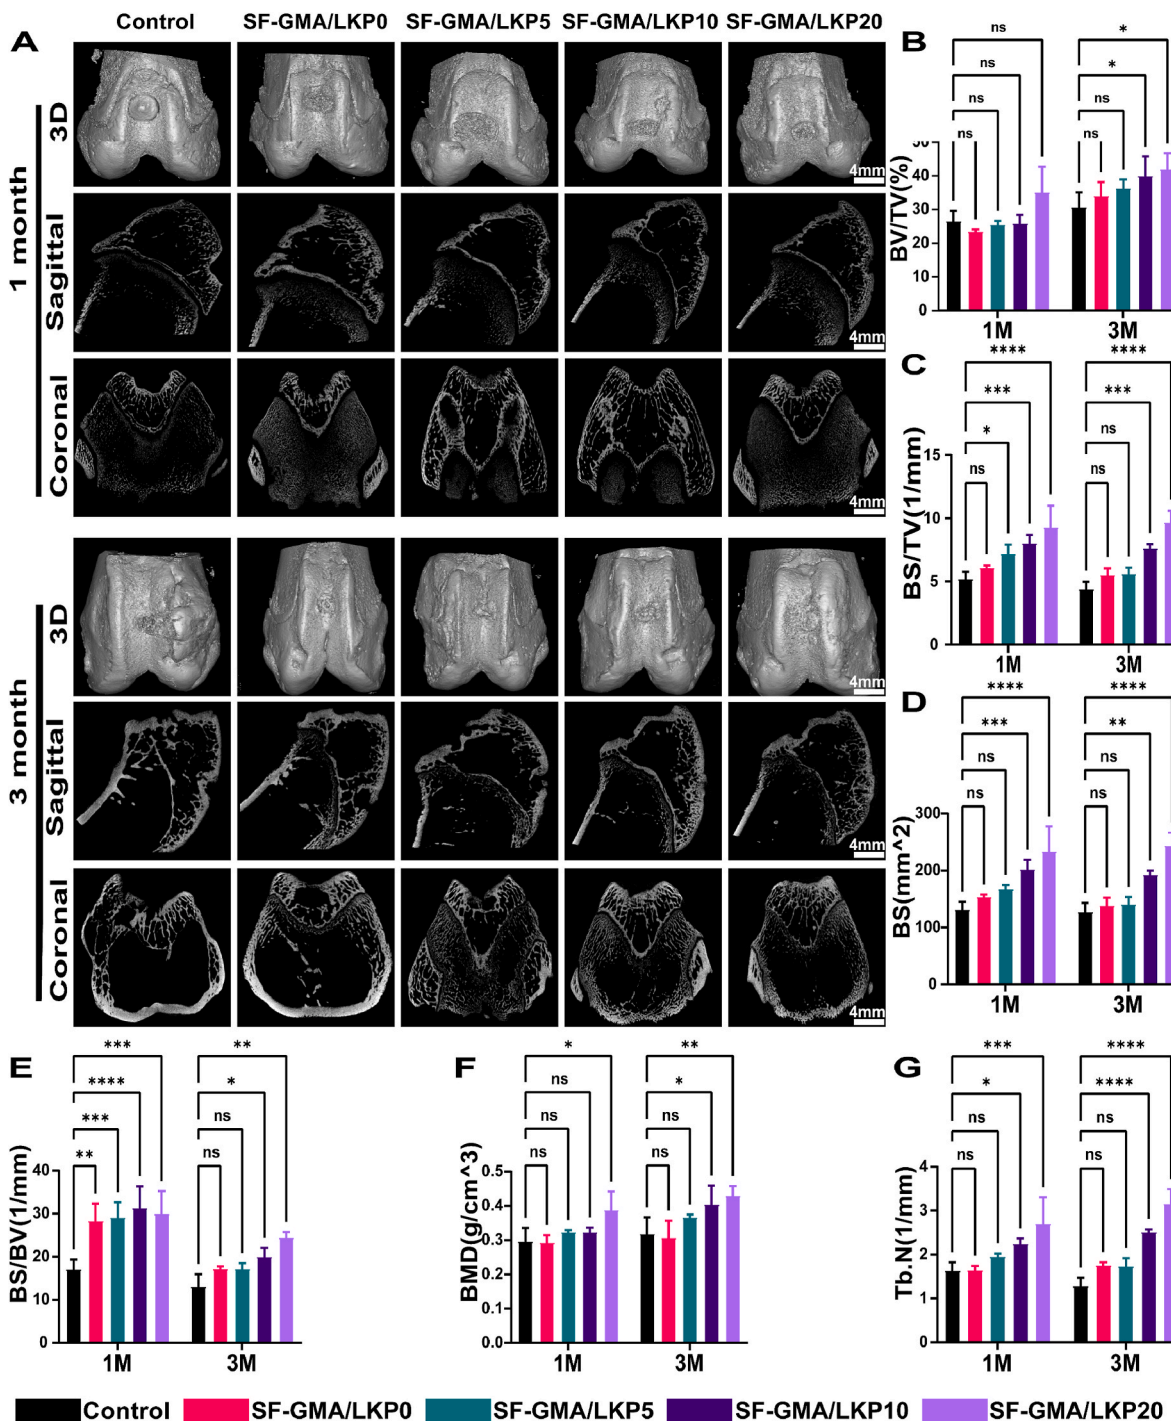 A
Control
SF-GMA/LKP0
SF-GMA/LKP5
SF-GMA/LKP10
SF-GMA/LKP20
1 month
3D
4mm
Sagittal
4mm
Coronal
4mm
3 month
3D
4mm
Sagittal
4mm
Coronal
4mm
B
ns
ns
ns
ns
*
*
ns
ns
BV/TV(%)
50
40
30
20
10
0
1M
3M
C
****
***
*
ns
****
***
ns
ns
BS/TV(1/mm)
15
10
5
0
1M
3M
D
****
***
ns
ns
****
**
ns
ns
BS(mm^2)
300
200
100
0
1M
3M
E
***
****
***
**
**
*
ns
ns
BS/BV(1/mm)
40
30
20
10
0
1M
3M
F
*
ns
ns
ns
**
*
ns
ns
BMD(g/cm^3)
0.5
0.4
0.3
0.2
0.1
0.0
1M
3M
G
***
*
ns
ns
****
****
ns
ns
Tb.N(1/mm)
4
3
2
1
0
1M
3M
Control
SF-GMA/LKP0
SF-GMA/LKP5
SF-GMA/LKP10
SF-GMA/LKP20